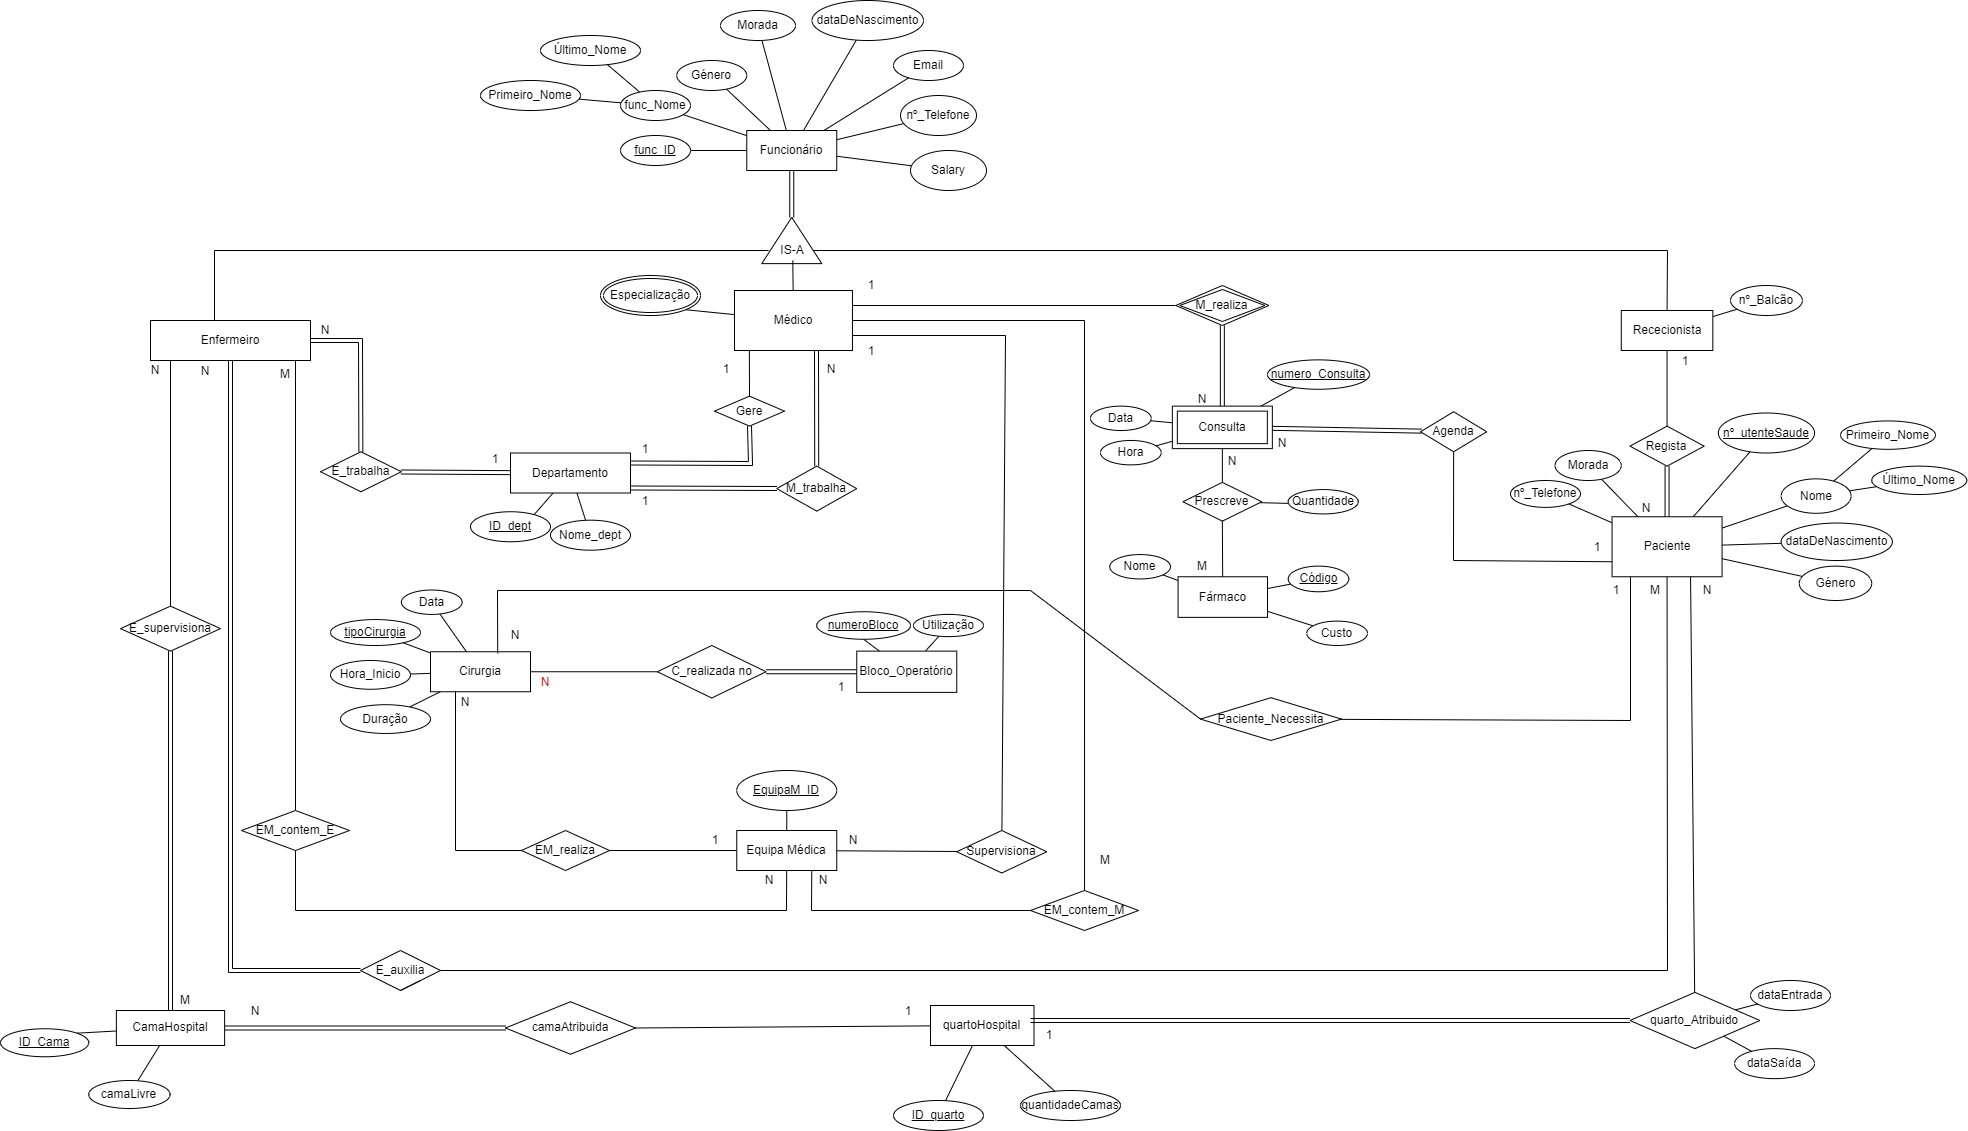 dataDeNascimento
Morada
Último_Nome
Género
Email
Primeiro_Nome
func_Nome
nº_Telefone
func_ID
Funcionário
Salary
IS-A
Especialização
1
M_realiza
nº_Balcão
Médico
Rececionista
Enfermeiro
N
1
1
N
N
M
1
N
numero_Consulta
N
Gere
Data
Consulta
Agenda
nº_utenteSaude
Primeiro_Nome
Hora
N
Regista
1
1
N
E_trabalha
Departamento
M_trabalha
Morada
Último_Nome
Nome
nº_Telefone
1
Prescreve
Quantidade
N
ID_dept
Nome_dept
1
Paciente
dataDeNascimento
Nome
M
Código
Género
Fármaco
1
M
N
Data
E_supervisiona
tipoCirurgia
N
numeroBloco
Utilização
Custo
Hora_Inicio
Cirurgia
N
C_realizada no
1
Bloco_Operatório
N
Duração
Paciente_Necessita
EquipaM_ID
EM_contem_E
EM_realiza
1
Equipa Médica
N
Supervisiona
M
N
N
EM_contem_M
E_auxilia
M
N
1
dataEntrada
CamaHospital
camaAtribuida
quartoHospital
1
quarto_Atribuido
ID_Cama
dataSaída
camaLivre
ID_quarto
quantidadeCamas